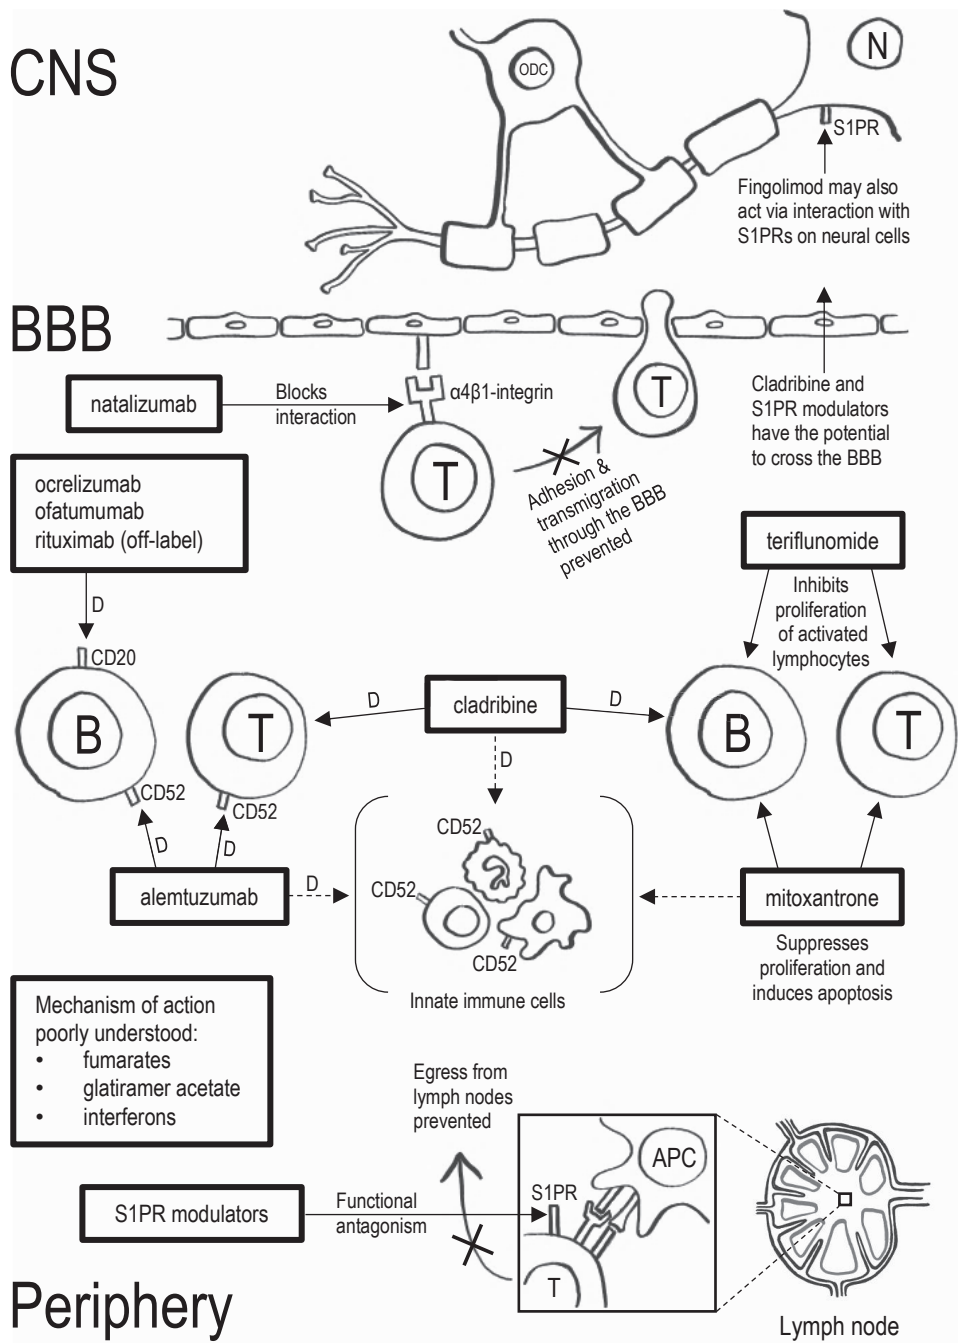 CNS
ODC
N
S1PR
Fingolimod may also
act via interaction with
S1PRs on neural cells
BBB
natalizumab
Blocks
interaction
α4β1-integrin
T
T
Adhesion &
transmigration
through the BBB
prevented
Cladribine and
S1PR modulators
have the potential
to cross the BBB
ocrelizumab
ofatumumab
rituximab (off-label)
D
CD20
B
CD52
T
CD52
teriflunomide
Inhibits
proliferation
of activated
lymphocytes
D
cladribine
D
D
B
T
D
D
alemtuzumab
D
CD52
CD52
CD52
Innate immune cells
mitoxantrone
Suppresses
proliferation and
induces apoptosis
Mechanism of action
poorly understood:
• fumarates
• glatiramer acetate
• interferons
Egress from
lymph nodes
prevented
S1PR modulators
Functional
antagonism
S1PR
APC
T
Lymph node
Periphery